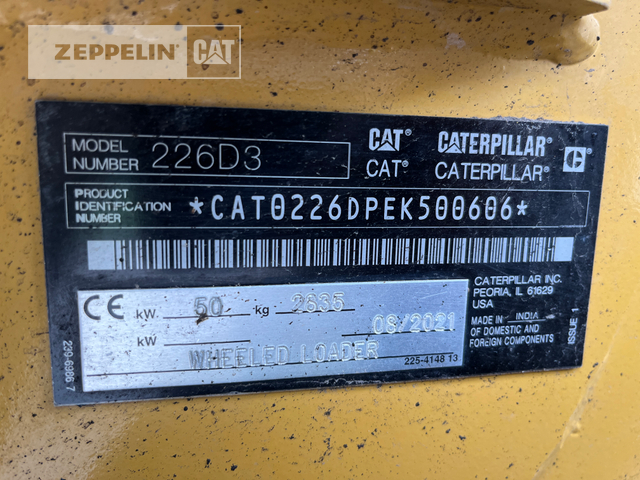 ZEPPELIN CAT
MODEL NUMBER 226D3
CAT CATERPILLAR C
CAT® CATERPILLAR®
PRODUCT IDENTIFICATION NUMBER *CAT0226DPEK500606*
CE kW 50 kg 2635
kW 08/2021
WHEELED LOADER
225-4148 13
CATERPILLAR INC.
PEORIA, IL 61629
USA
MADE IN INDIA
OF DOMESTIC AND
FOREIGN COMPONENTS
ISSUE 1
239-6986 7